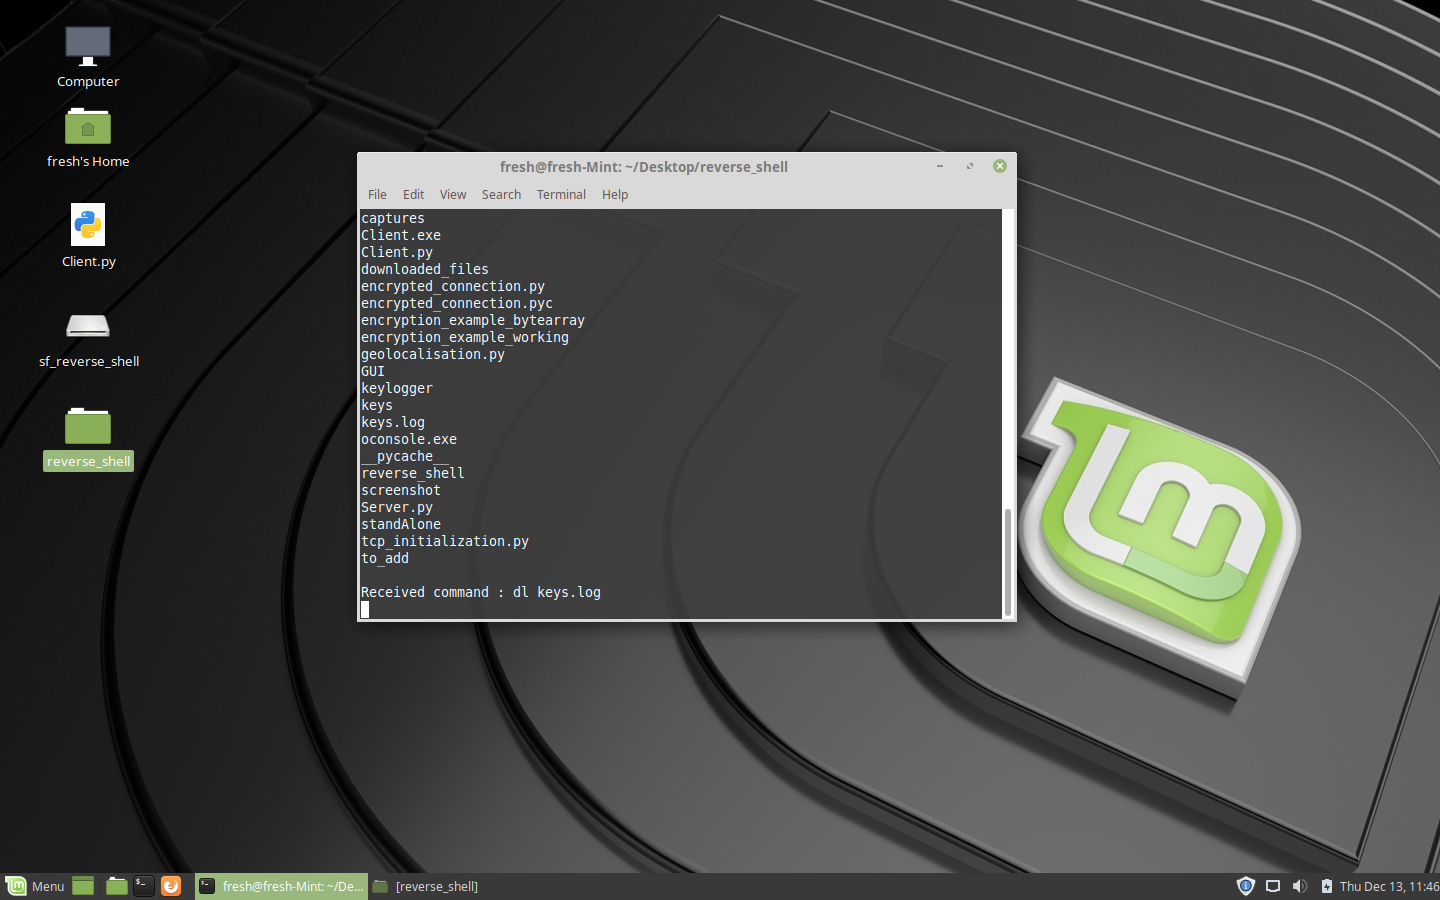 Computer
fresh's Home
Client.py
sf_reverse_shell
reverse_shell
fresh@fresh-Mint: ~/Desktop/reverse_shell
File Edit View Search Terminal Help
captures
Client.exe
Client.py
downloaded_files
encrypted_connection.py
encrypted_connection.pyc
encryption_example_bytearray
encryption_example_working
geolocalisation.py
GUI
keylogger
keys
keys.log
oconsole.exe
__pycache__
reverse_shell
screenshot
Server.py
standAlone
tcp_initialization.py
to_add
Received command : dl keys.log
Menu
fresh@fresh-Mint: ~/De...
[reverse_shell]
Thu Dec 13, 11:46